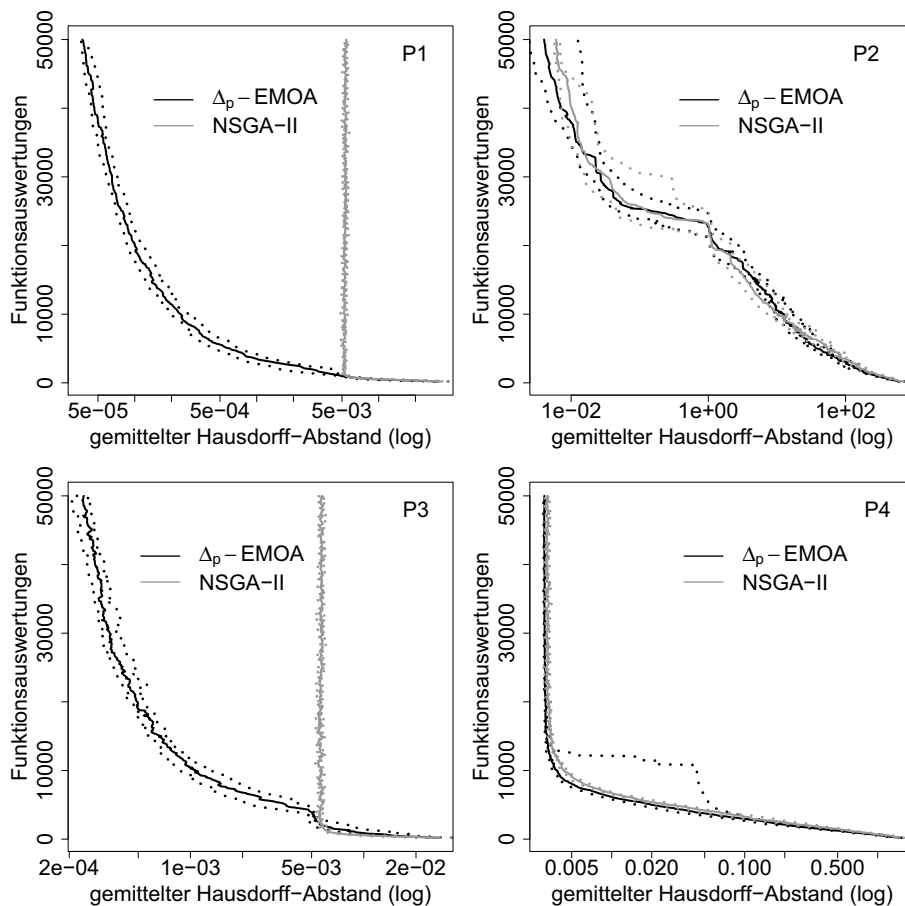 P1
Δp − EMOA
NSGA−II
Funktionsauswertungen
0 10000 30000 50000
5e−05 5e−04 5e−03
gemittelter Hausdorff−Abstand (log)
P2
Δp − EMOA
NSGA−II
Funktionsauswertungen
0 10000 30000 50000
1e−02 1e+00 1e+02
gemittelter Hausdorff−Abstand (log)
P3
Δp − EMOA
NSGA−II
Funktionsauswertungen
0 10000 30000 50000
2e−04 1e−03 5e−03 2e−02
gemittelter Hausdorff−Abstand (log)
P4
Δp − EMOA
NSGA−II
Funktionsauswertungen
0 10000 30000 50000
0.005 0.020 0.100 0.500
gemittelter Hausdorff−Abstand (log)